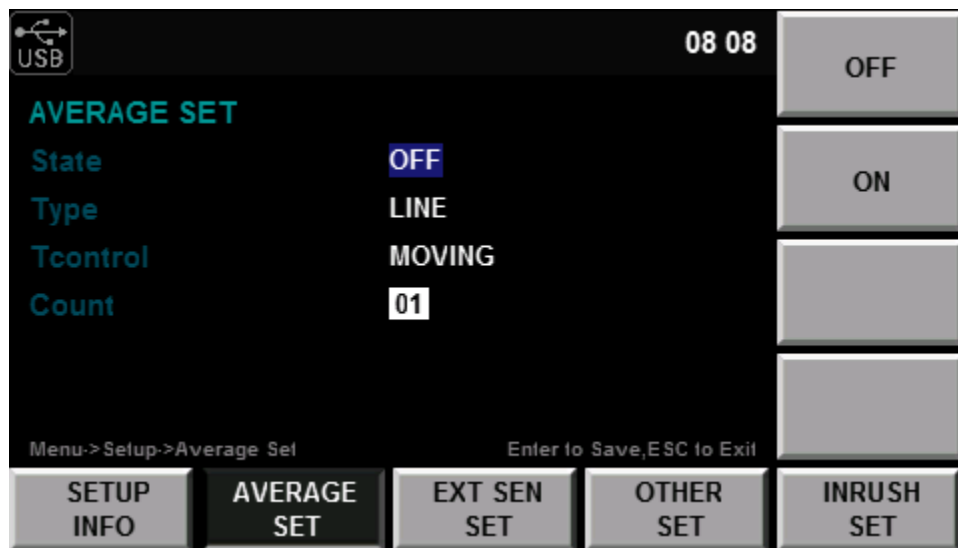 USB
08 08
OFF
AVERAGE SET
State OFF
ON
Type LINE
Tcontrol MOVING
Count 01
Menu->Setup->Average Set Enter to Save,ESC to Exit
SETUP INFO
AVERAGE SET
EXT SEN SET
OTHER SET
INRUSH SET